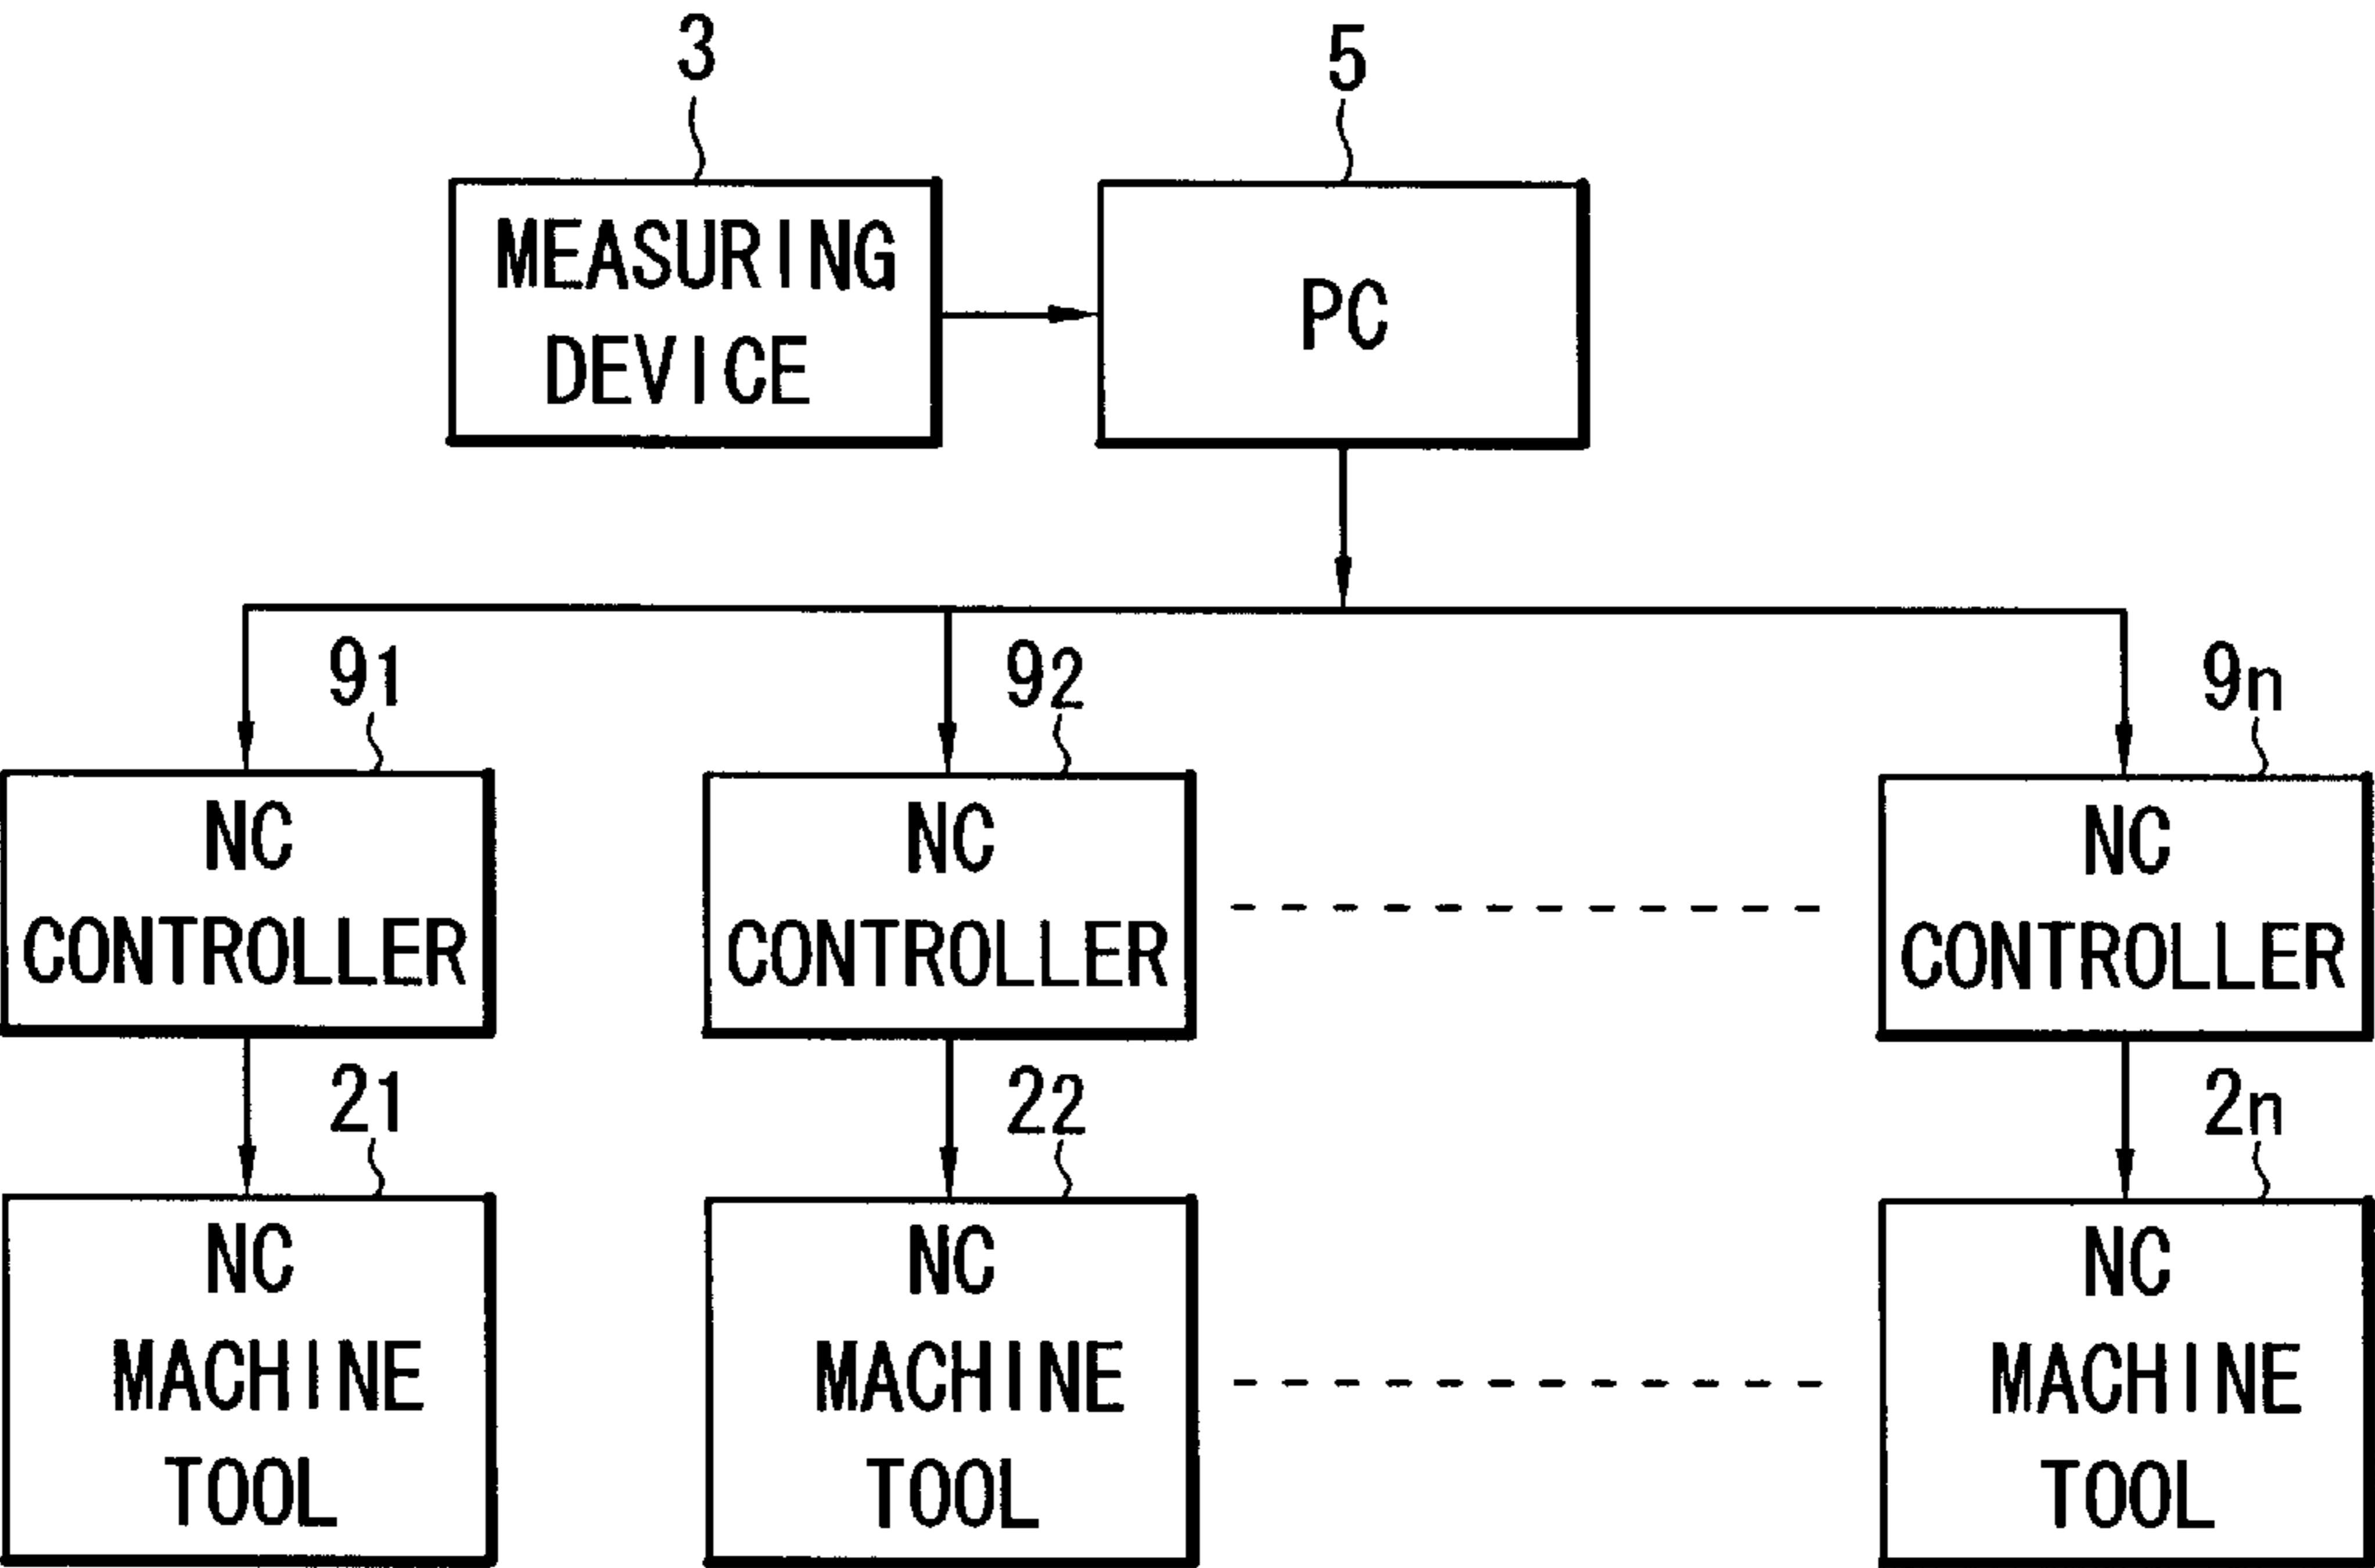 3
5
MEASURING
DEVICE
PC
91
92
9n
NC
CONTROLLER
NC
CONTROLLER
NC
CONTROLLER
21
22
2n
NC
MACHINE
TOOL
NC
MACHINE
TOOL
NC
MACHINE
TOOL